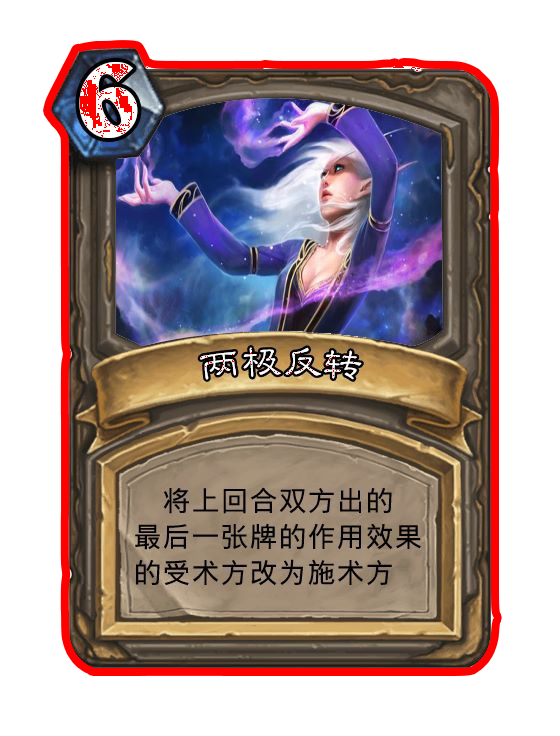 6
两极反转
将上回合双方出的
最后一张牌的作用效果
的受术方改为施术方